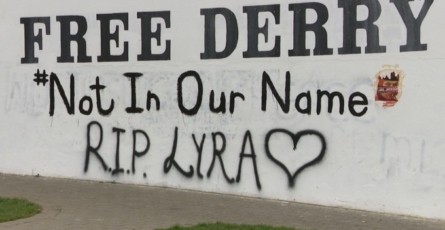 FREE DERRY
#Not In Our Name
R.I.P. LYRA